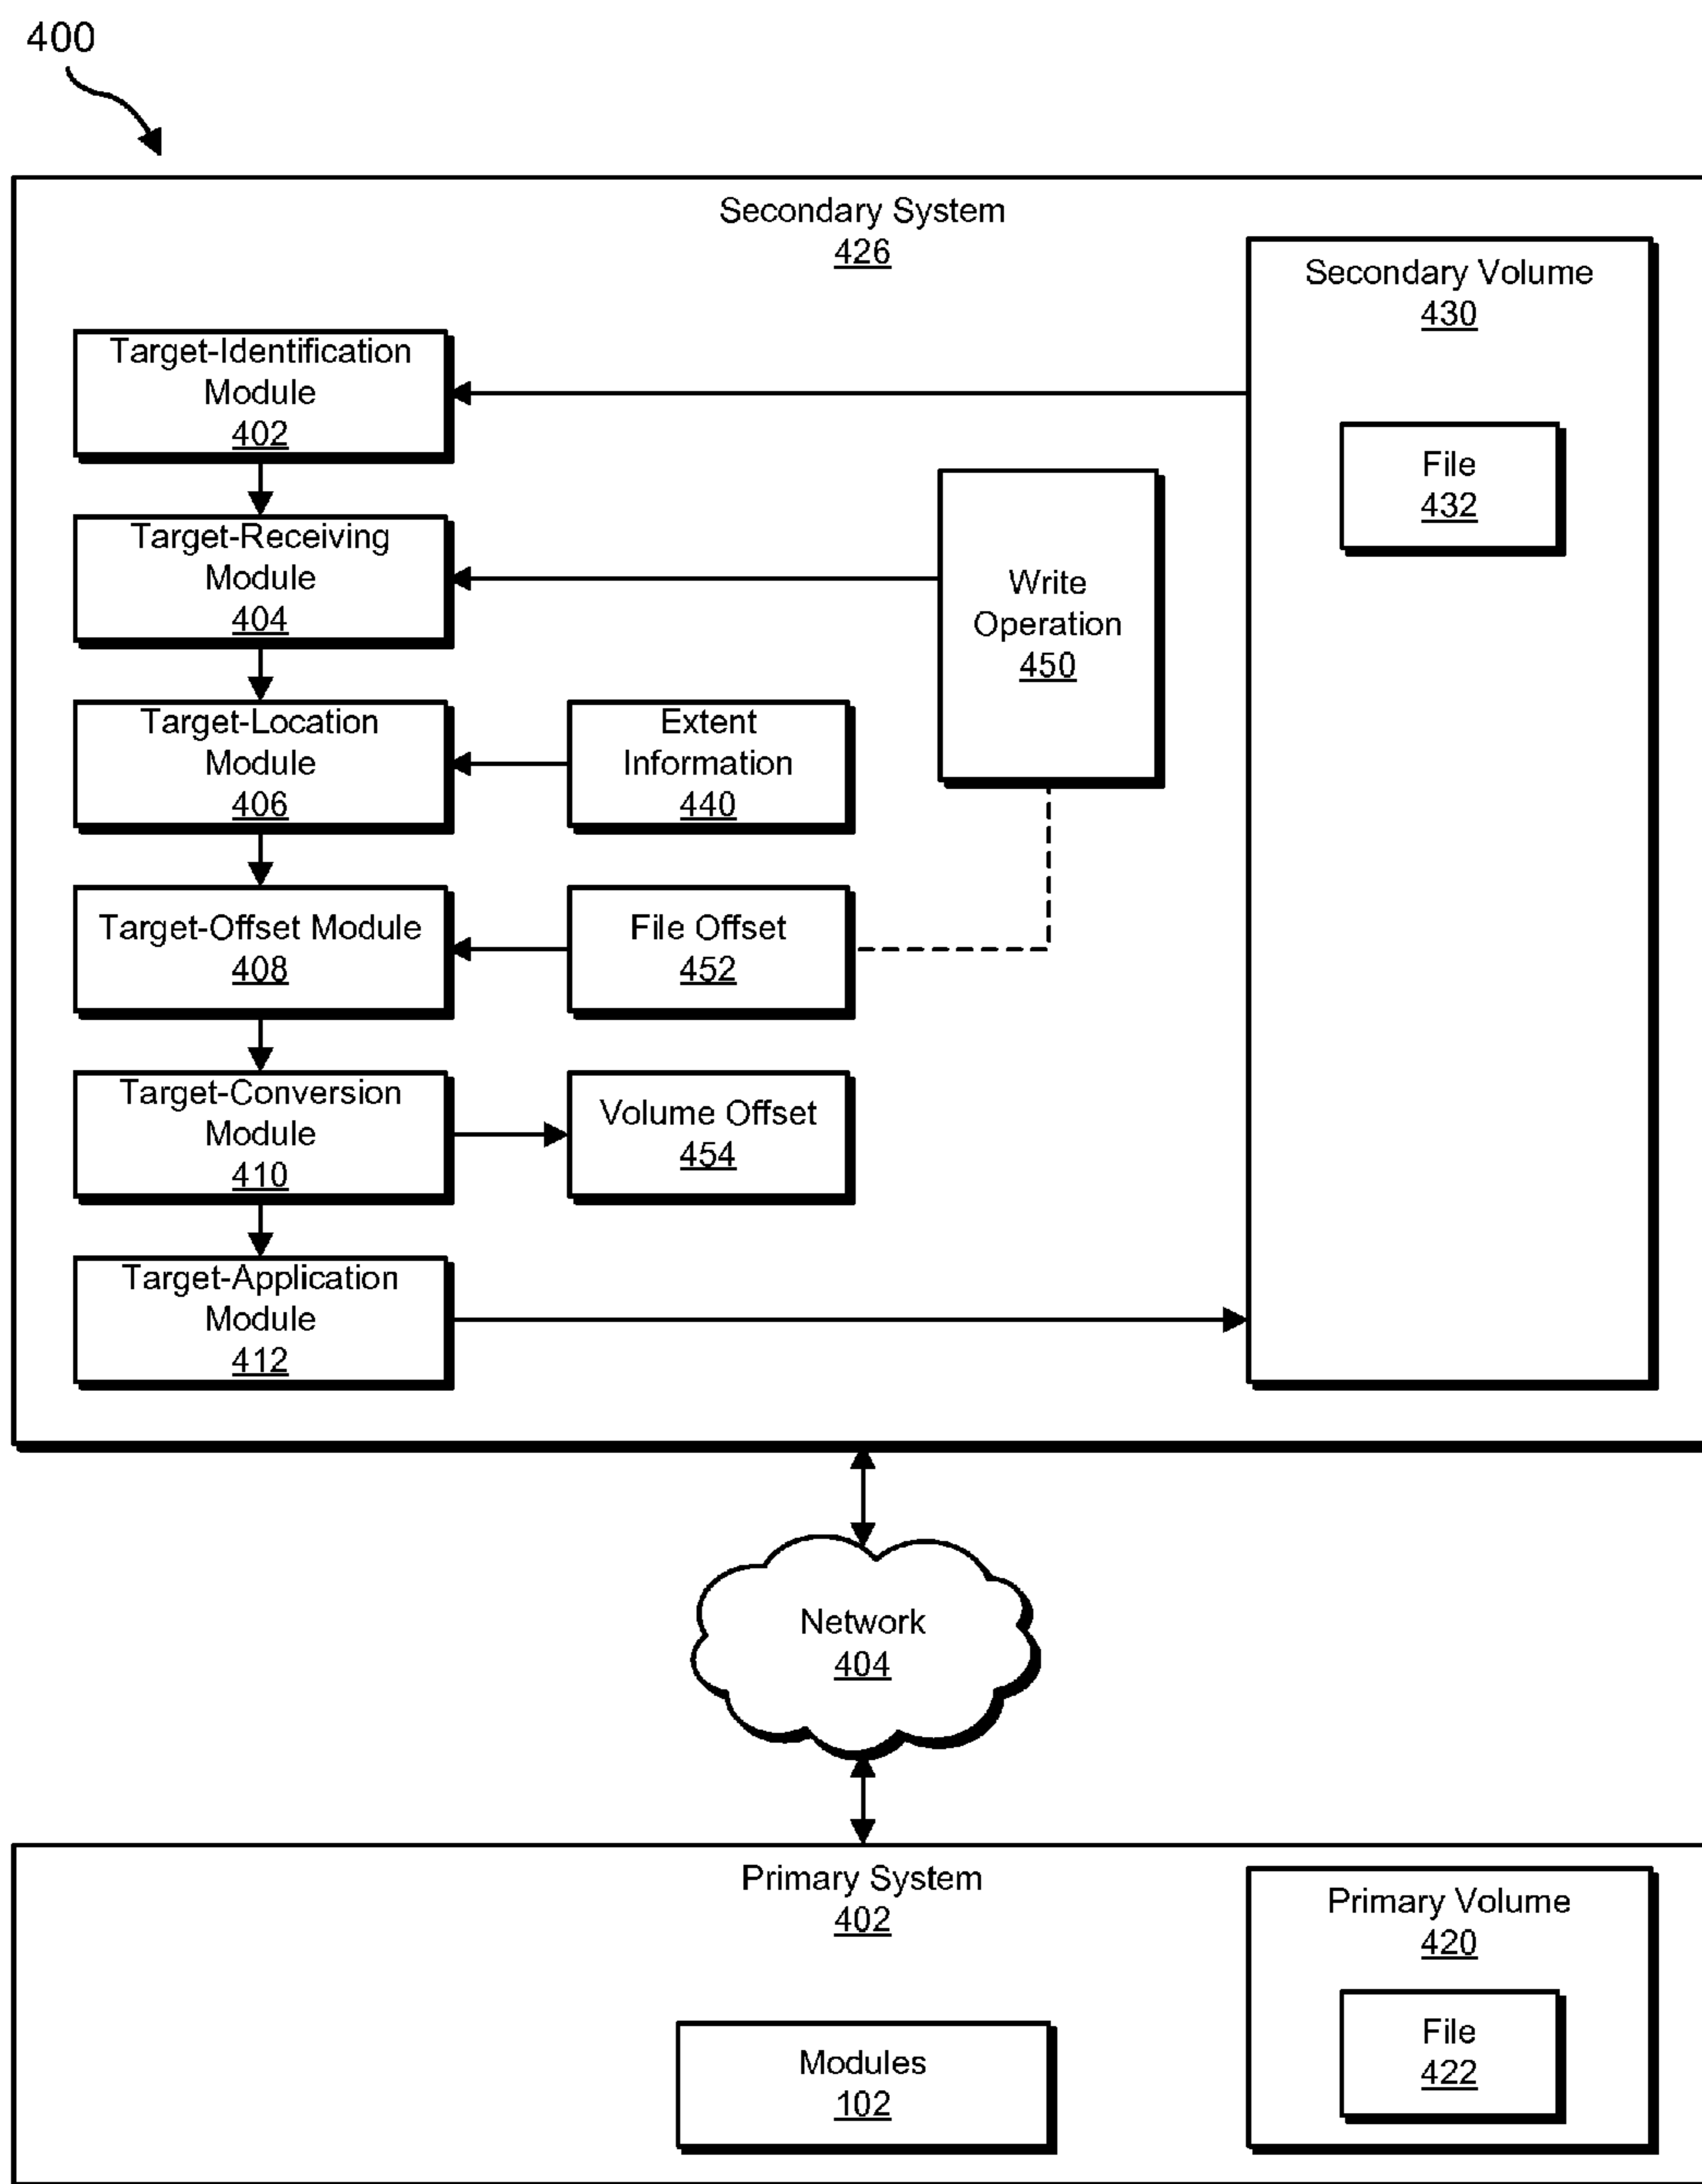 400
Secondary System
426
Secondary Volume
430
File
432
Target-Identification
Module
402
Target-Receiving
Module
404
Write
Operation
450
Target-Location
Module
406
Extent
Information
440
Target-Offset Module
408
File Offset
452
Target-Conversion
Module
410
Volume Offset
454
Target-Application
Module
412
Network
404
Primary System
402
Modules
102
Primary Volume
420
File
422